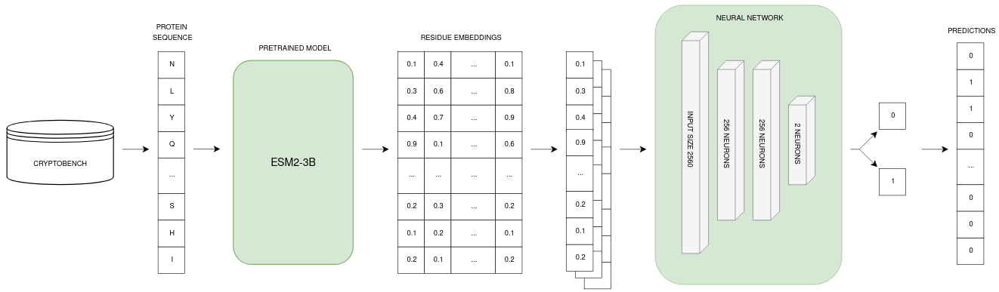 PROTEIN
SEQUENCE
N
L
Y
Q
...
S
H
I
CRYPTOBENCH
PRETRAINED MODEL
ESM2-3B
RESIDUE EMBEDDINGS
0.1 0.4 ... 0.1
0.3 0.6 ... 0.8
0.4 0.7 ... 0.9
0.9 0.1 ... 0.6
... ... ... ...
0.2 0.3 ... 0.2
0.1 0.2 ... 0.1
0.2 0.1 ... 0.2
0.1
0.3
0.4
0.9
...
0.2
0.1
0.2
NEURAL NETWORK
INPUT SIZE 2560
256 NEURONS
256 NEURONS
2 NEURONS
0
1
PREDICTIONS
0
1
1
0
...
0
0
0